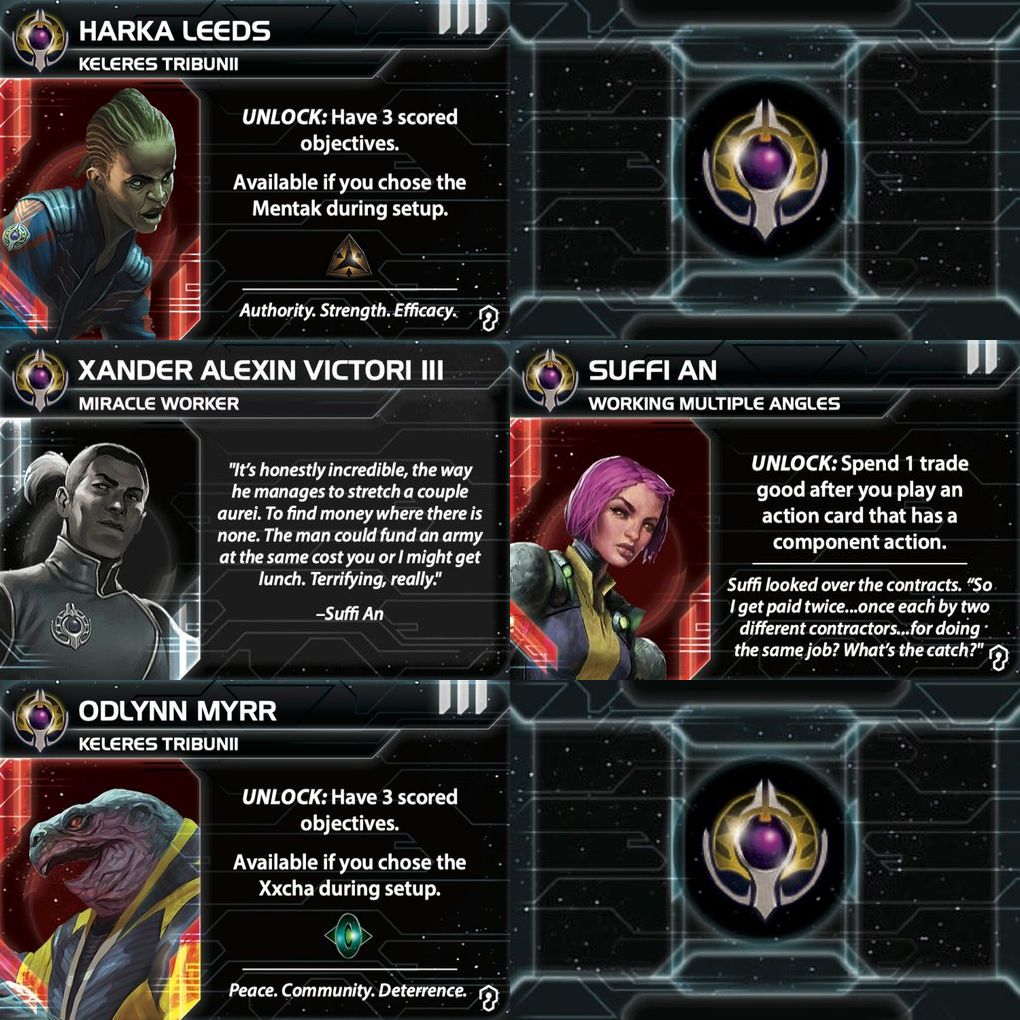 HARKA LEEDS
KELERES TRIBUNII
UNLOCK: Have 3 scored
objectives.
Available if you chose the
Mentak during setup.
Authority. Strength. Efficacy.
XANDER ALEXIN VICTORI III
MIRACLE WORKER
"It's honestly incredible, the way
he manages to stretch a couple
aurei. To find money where there is
none. The man could fund an army
at the same cost you or I might get
lunch. Terrifying, really."
–Suffi An
SUFFI AN
WORKING MULTIPLE ANGLES
UNLOCK: Spend 1 trade
good after you play an
action card that has a
component action.
Suffi looked over the contracts. “So
I get paid twice...once each by two
different contractors...for doing
the same job? What's the catch?"
ODLYNN MYRR
KELERES TRIBUNII
UNLOCK: Have 3 scored
objectives.
Available if you chose the
Xxcha during setup.
Peace. Community. Deterrence.